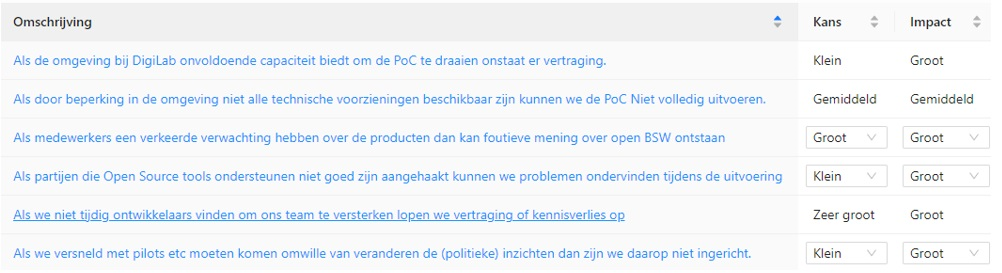 Omschrijving Kans Impact
Als de omgeving bij DigiLab onvoldoende capaciteit biedt om de PoC te draaien onstaat er vertraging. Klein Groot
Als door beperking in de omgeving niet alle technische voorzieningen beschikbaar zijn kunnen we de PoC Niet volledig uitvoeren. Gemiddeld Gemiddeld
Als medewerkers een verkeerde verwachting hebben over de producten dan kan foutieve mening over open BSW ontstaan Groot Groot
Als partijen die Open Source tools ondersteunen niet goed zijn aangehaakt kunnen we problemen ondervinden tijdens de uitvoering Klein Groot
Als we niet tijdig ontwikkelaars vinden om ons team te versterken lopen we vertraging of kennisverlies op Zeer groot Groot
Als we versneld met pilots etc moeten komen omwille van veranderen de (politieke) inzichten dan zijn we daarop niet ingericht. Klein Groot